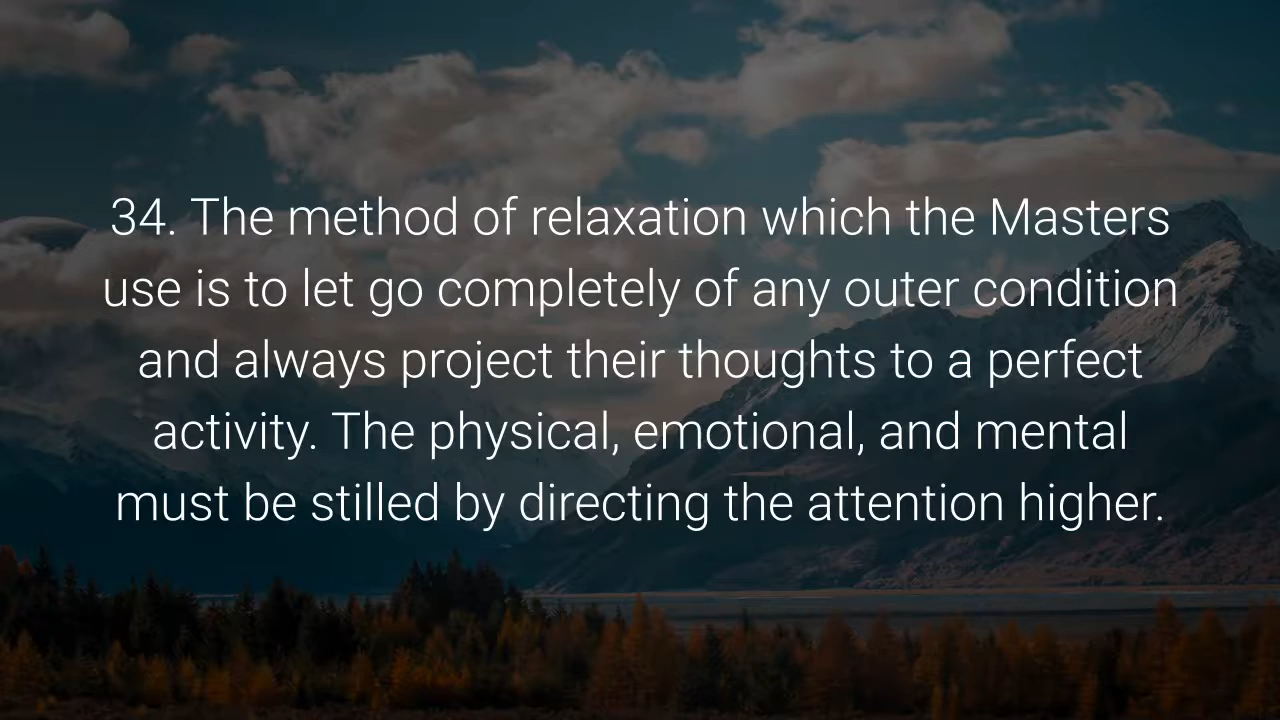 34. The method of relaxation which the Masters
use is to let go completely of any outer condition
and always project their thoughts to a perfect
activity. The physical, emotional, and mental
must be stilled by directing the attention higher.